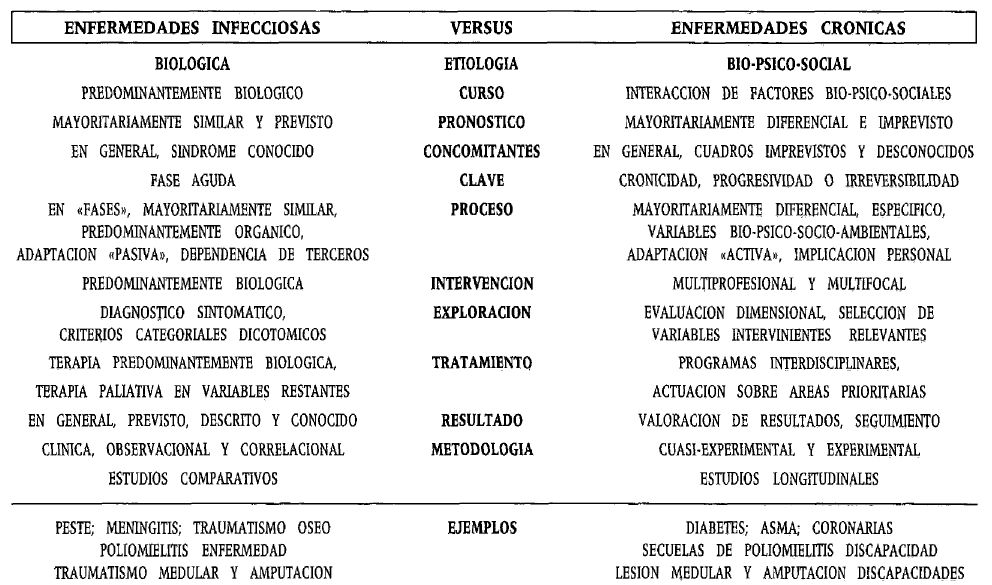 ENFERMEDADES INFECCIOSAS VERSUS ENFERMEDADES CRONICAS
BIOLOGICA ETIOLOGIA BIO-PSICO-SOCIAL
PREDOMINANTEMENTE BIOLOGICO CURSO INTERACCION DE FACTORES BIO-PSICO-SOCIALES
MAYORITARIAMENTE SIMILAR Y PREVISTO PRONOSTICO MAYORITARIAMENTE DIFERENCIAL E IMPREVISTO
EN GENERAL, SINDROME CONOCIDO CONCOMITANTES EN GENERAL, CUADROS IMPREVISTOS Y DESCONOCIDOS
FASE AGUDA CLAVE CRONICIDAD, PROGRESIVIDAD O IRREVERSIBILIDAD
EN «FASES», MAYORITARIAMENTE SIMILAR, PROCESO MAYORITARIAMENTE DIFERENCIAL, ESPECIFICO,
PREDOMINANTEMENTE ORGANICO, VARIABLES BIO-PSICO-SOCIO-AMBIENTALES,
ADAPTACION «PASIVA», DEPENDENCIA DE TERCEROS ADAPTACION «ACTIVA», IMPLICACION PERSONAL
PREDOMINANTEMENTE BIOLOGICA INTERVENCION MULTIPROFESIONAL Y MULTIFOCAL
DIAGNOSTICO SINTOMATICO, EXPLORACION EVALUACION DIMENSIONAL, SELECCION DE
CRITERIOS CATEGORIALES DICOTOMICOS VARIABLES INTERVINIENTES RELEVANTES
TERAPIA PREDOMINANTEMENTE BIOLOGICA, TRATAMIENTO PROGRAMAS INTERDISCIPLINARES,
TERAPIA PALIATIVA EN VARIABLES RESTANTES ACTUACION SOBRE AREAS PRIORITARIAS
EN GENERAL, PREVISTO, DESCRITO Y CONOCIDO RESULTADO VALORACION DE RESULTADOS, SEGUIMIENTO
CLINICA, OBSERVACIONAL Y CORRELACIONAL METODOLOGIA CUASI-EXPERIMENTAL Y EXPERIMENTAL
ESTUDIOS COMPARATIVOS ESTUDIOS LONGITUDINALES
PESTE; MENINGITIS; TRAUMATISMO OSEO EJEMPLOS DIABETES; ASMA; CORONARIAS
POLIOMIELITIS ENFERMEDAD SECUELAS DE POLIOMIELITIS DISCAPACIDAD
TRAUMATISMO MEDULAR Y AMPUTACION LESION MEDULAR Y AMPUTACION DISCAPACIDADES